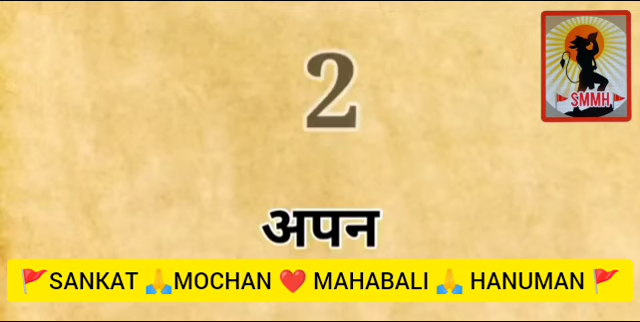 2
SMMH
अपन
🚩SANKAT 🙏MOCHAN ❤️ MAHABALI 🙏 HANUMAN 🚩